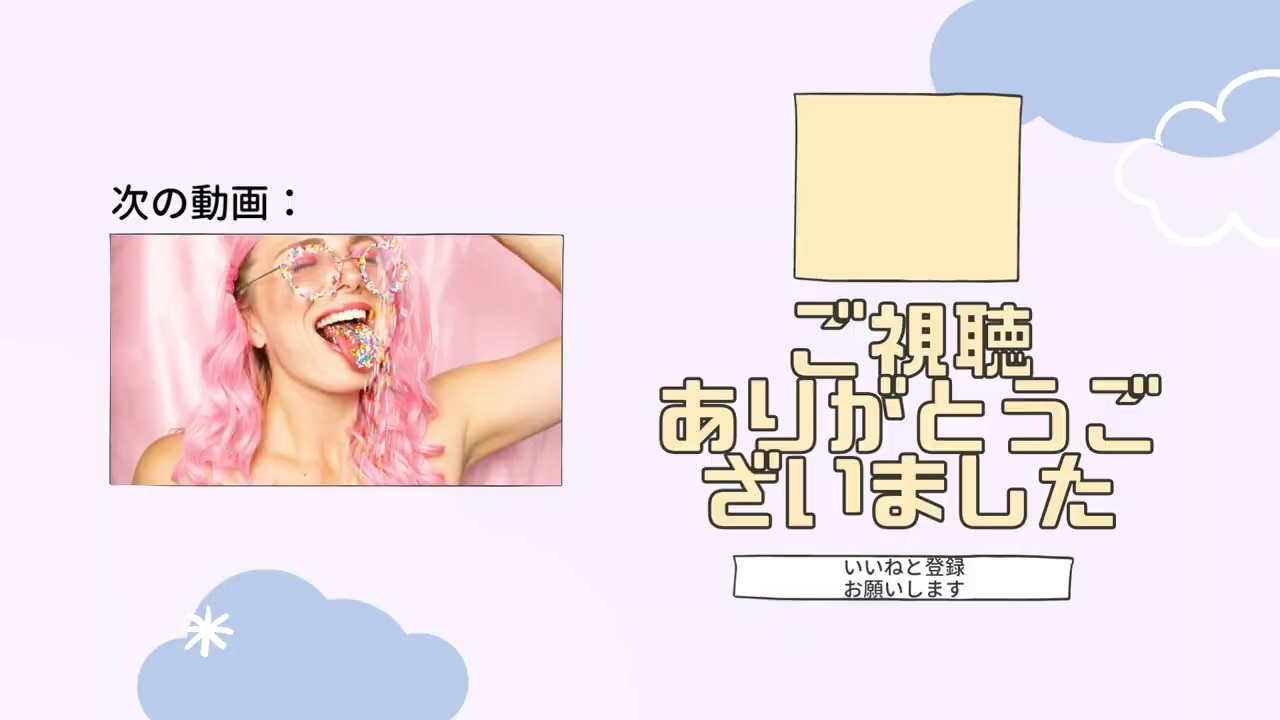 次の動画：
ご視聴
ありがとうご
ざいました
いいねと登録
お願いします